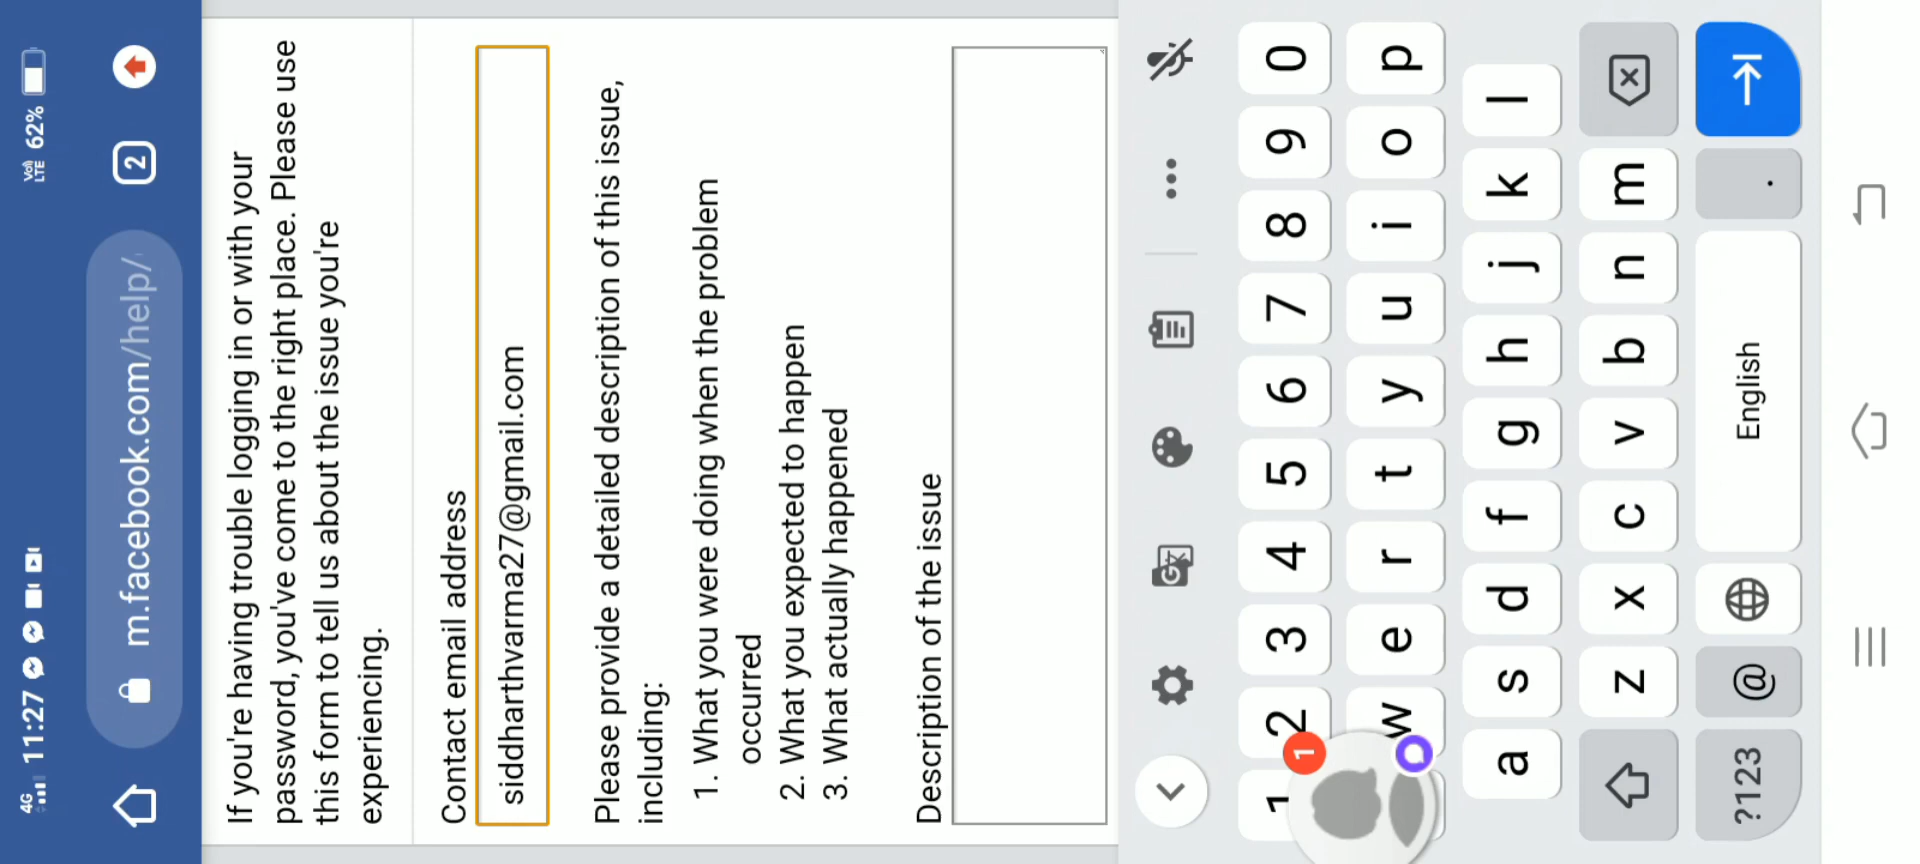 4G 11:27 VoD LTE 62%
m.facebook.com/help/ 2
If you're having trouble logging in or with your
password, you've come to the right place. Please use
this form to tell us about the issue you're
experiencing.
Contact email address
siddharthvarma27@gmail.com
Please provide a detailed description of this issue,
including:
1. What you were doing when the problem
occurred
2. What you expected to happen
3. What actually happened
Description of the issue
1 2 3 4 5 6 7 8 9 0
w e r t y u i o p
a s d f g h j k l
z x c v b n m
?123 @ English .
1